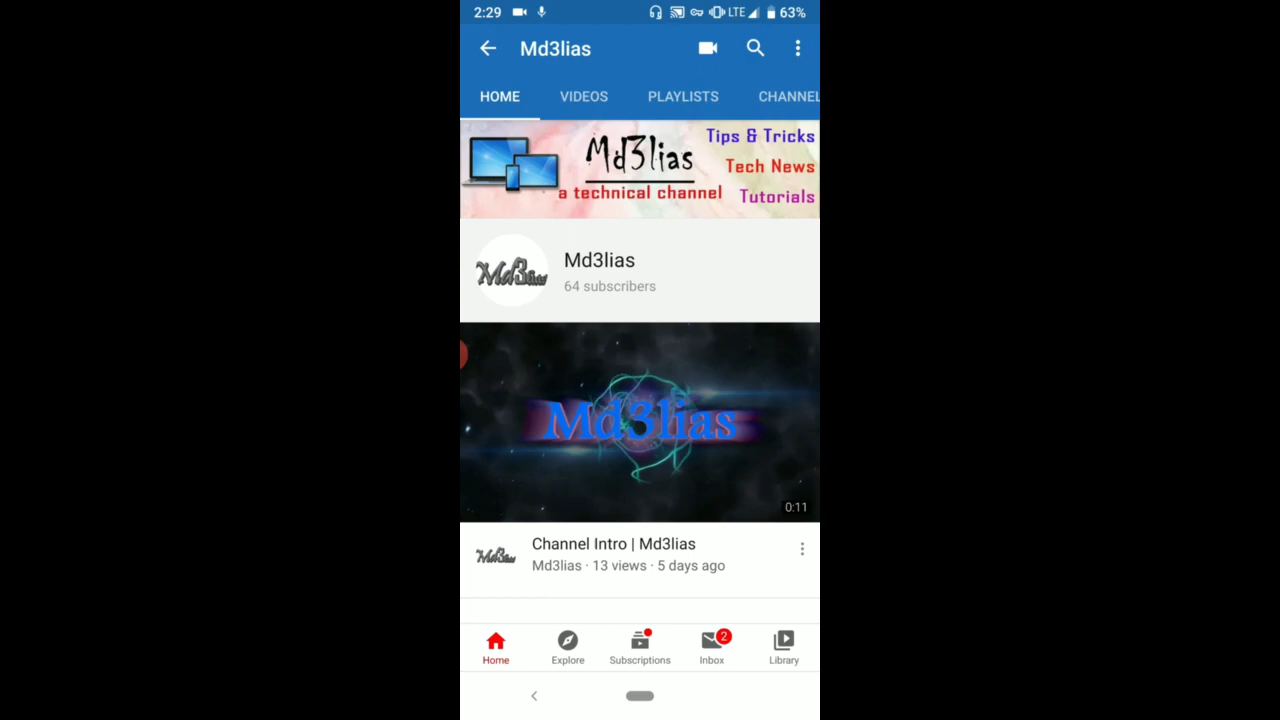 2:29 LTE 63%
Md3lias
HOME VIDEOS PLAYLISTS CHANNEL
Md3lias
a technical channel
Tips & Tricks
Tech News
Tutorials
Md3lias
Md3lias
64 subscribers
Md3lias
0:11
Md3lias
Channel Intro | Md3lias
Md3lias · 13 views · 5 days ago
2
Home Explore Subscriptions Inbox Library